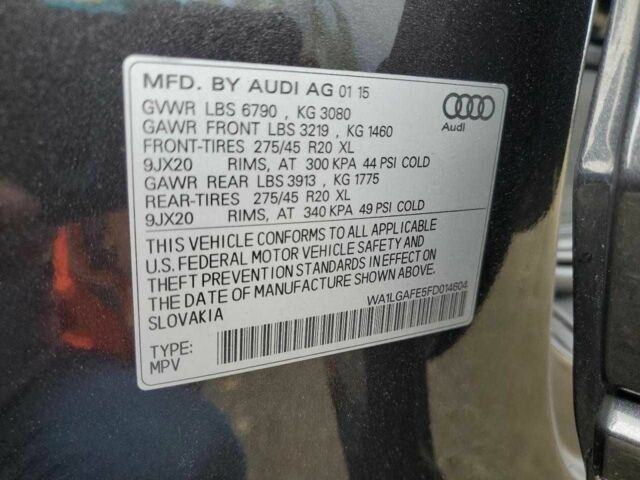 MFD. BY AUDI AG 01 15
GVWR LBS 6790 , KG 3080
GAWR FRONT LBS 3219 , KG 1460
FRONT-TIRES 275/45 R20 XL
9JX20 RIMS, AT 300 KPA 44 PSI COLD
GAWR REAR LBS 3913 , KG 1775
REAR-TIRES 275/45 R20 XL
9JX20 RIMS, AT 340 KPA 49 PSI COLD
Audi
THIS VEHICLE CONFORMS TO ALL APPLICABLE
U.S. FEDERAL MOTOR VEHICLE SAFETY AND
THEFT PREVENTION STANDARDS IN EFFECT ON
THE DATE OF MANUFACTURE SHOWN ABOVE.
SLOVAKIA
WA1LGAFE5FD014604
TYPE:
MPV